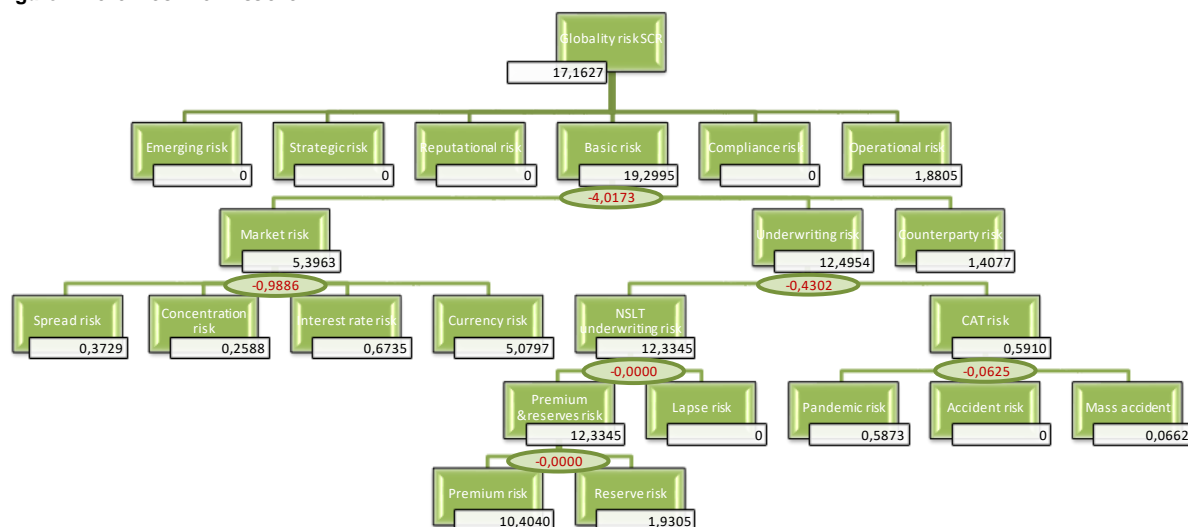 Globality risk SCR
17,1627
Emerging risk
0
Strategic risk
0
Reputational risk
0
Basic risk
19,2995
Compliance risk
0
Operational risk
1,8805
-4,0173
Market risk
5,3963
Underwriting risk
12,4954
Counterparty risk
1,4077
-0,9886
-0,4302
Spread risk
0,3729
Concentration
risk
0,2588
Interest rate risk
0,6735
Currency risk
5,0797
NSLT
underwriting risk
12,3345
CAT risk
0,5910
-0,0000
-0,0625
Premium
&reserves risk
12,3345
Lapse risk
0
Pandemic risk
0,5873
Accident risk
0
Mass accident
0,0662
-0,0000
Premium risk
10,4040
Reserve risk
1,9305